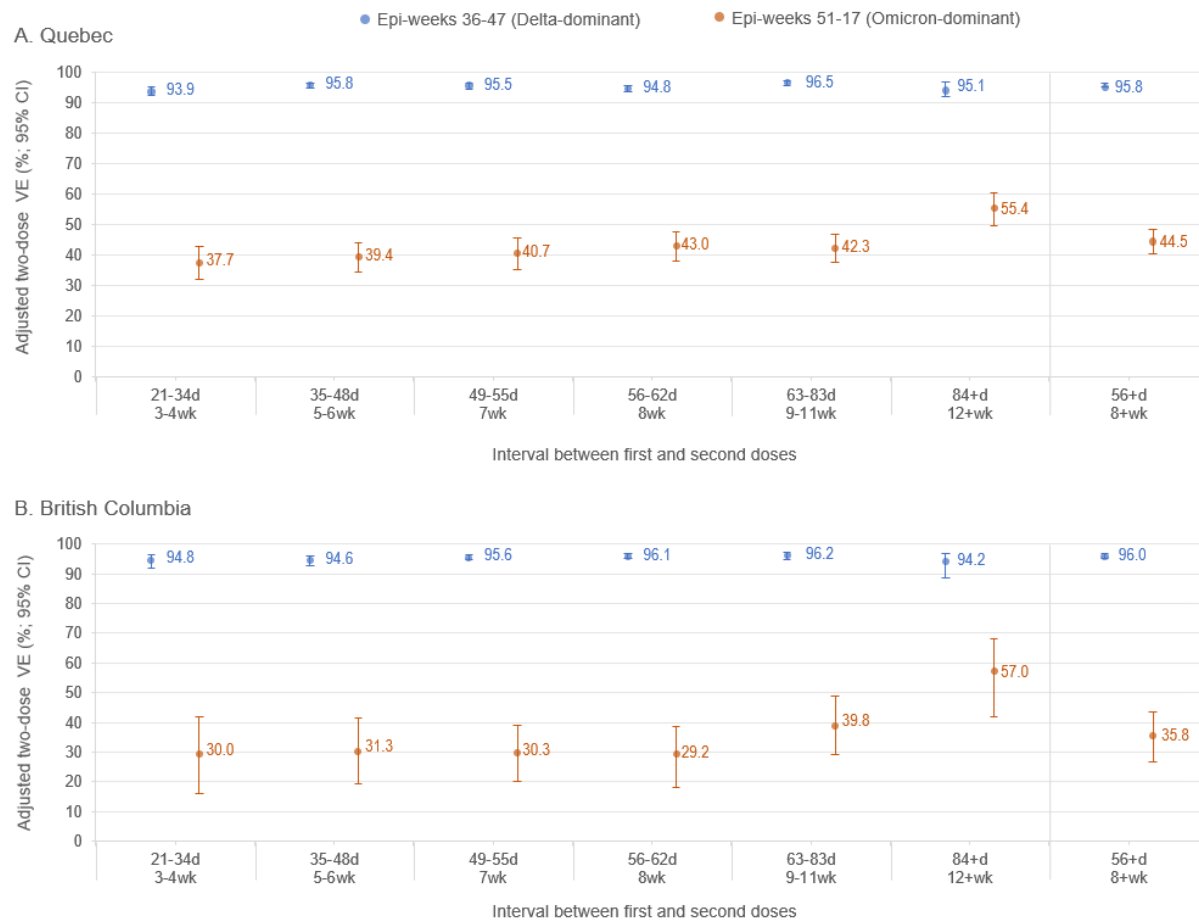 Epi-weeks 36-47 (Delta-dominant) Epi-weeks 51-17 (Omicron-dominant)
A. Quebec
Adjusted two-dose VE (%; 95% CI)
100
90
80
70
60
50
40
30
20
10
0
93.9 95.8 95.5 94.8 96.5 95.1 95.8
37.7 39.4 40.7 43.0 42.3 55.4 44.5
21-34d 35-48d 49-55d 56-62d 63-83d 84+d 56+d
3-4wk 5-6wk 7wk 8wk 9-11wk 12+wk 8+wk
Interval between first and second doses
B. British Columbia
Adjusted two-dose VE (%; 95% CI)
100
90
80
70
60
50
40
30
20
10
0
94.8 94.6 95.6 96.1 96.2 94.2 96.0
30.0 31.3 30.3 29.2 39.8 57.0 35.8
21-34d 35-48d 49-55d 56-62d 63-83d 84+d 56+d
3-4wk 5-6wk 7wk 8wk 9-11wk 12+wk 8+wk
Interval between first and second doses